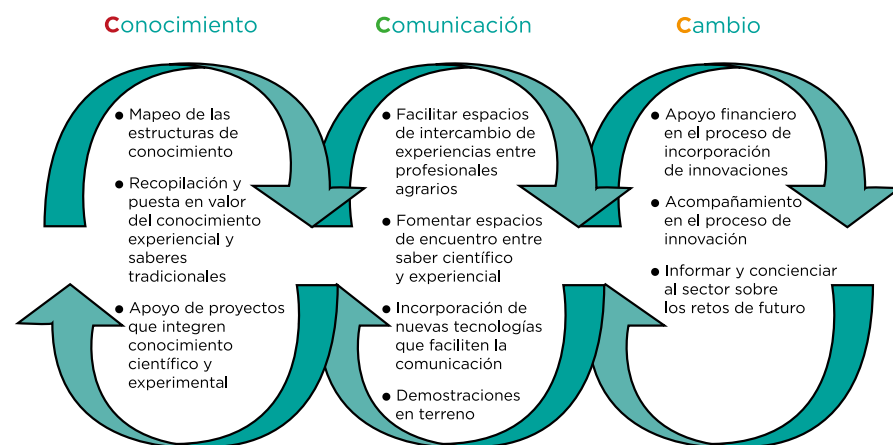 Conocimiento
● Mapeo de las
estructuras de
conocimiento
● Recopilación y
puesta en valor
del conocimiento
experiencial y
saberes
tradicionales
● Apoyo de proyectos
que integren
conocimiento
científico y
experimental
Comunicación
● Facilitar espacios
de intercambio de
experiencias entre
profesionales
agrarios
● Fomentar espacios
de encuentro entre
saber científico
y experiencial
● Incorporación de
nuevas tecnologías
que faciliten la
comunicación
● Demostraciones
en terreno
Cambio
● Apoyo financiero
en el proceso de
incorporación
de innovaciones
● Acompañamiento
en el proceso de
innovación
● Informar y concienciar
al sector sobre
los retos de futuro